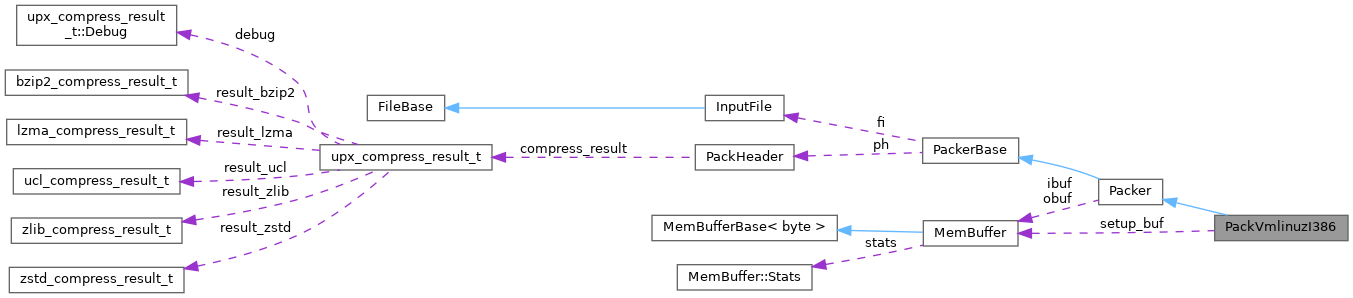 upx_compress_result
_t::Debug
debug
bzip2_compress_result_t
result_bzip2
FileBase
InputFile
fi
lzma_compress_result_t
result_lzma
upx_compress_result_t
compress_result
PackHeader
ph
PackerBase
ucl_compress_result_t
result_ucl
ibuf
obuf
Packer
result_zlib
zlib_compress_result_t
result_zstd
MemBufferBase< byte >
MemBuffer
setup_buf
PackVmlinuzI386
stats
zstd_compress_result_t
MemBuffer::Stats